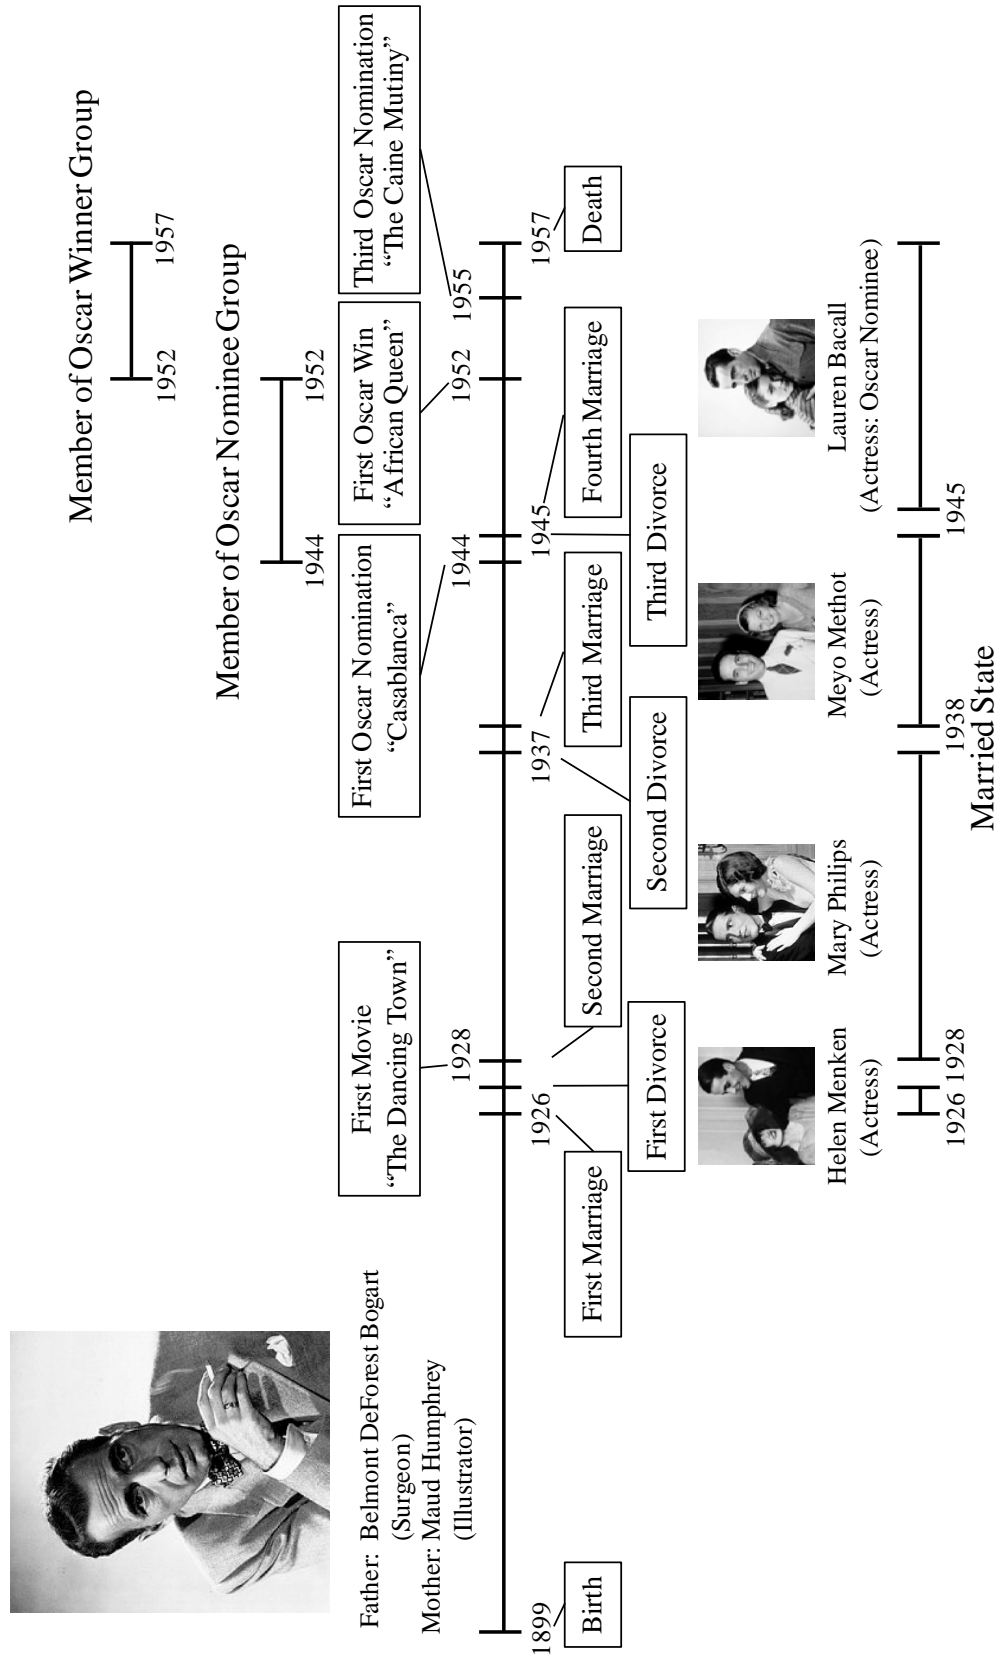 Member of Oscar Winner Group
1952
1957
Member of Oscar Nominee Group
1944
1952
Father: Belmont DeForest Bogart
(Surgeon)
Mother: Maud Humphrey
(Illustrator)
First Movie
“The Dancing Town”
First Oscar Nomination
“Casablanca”
First Oscar Win
“African Queen”
Third Oscar Nomination
“The Caine Mutiny”
1928
1944
1952
1955
1899
1926
1937
1945
1957
Birth
First Marriage
Second Marriage
Third Marriage
Fourth Marriage
Death
First Divorce
Second Divorce
Third Divorce
Helen Menken
(Actress)
Mary Philips
(Actress)
Meyo Methot
(Actress)
Lauren Bacall
(Actress: Oscar Nominee)
1926
1928
1938
1945
Married State